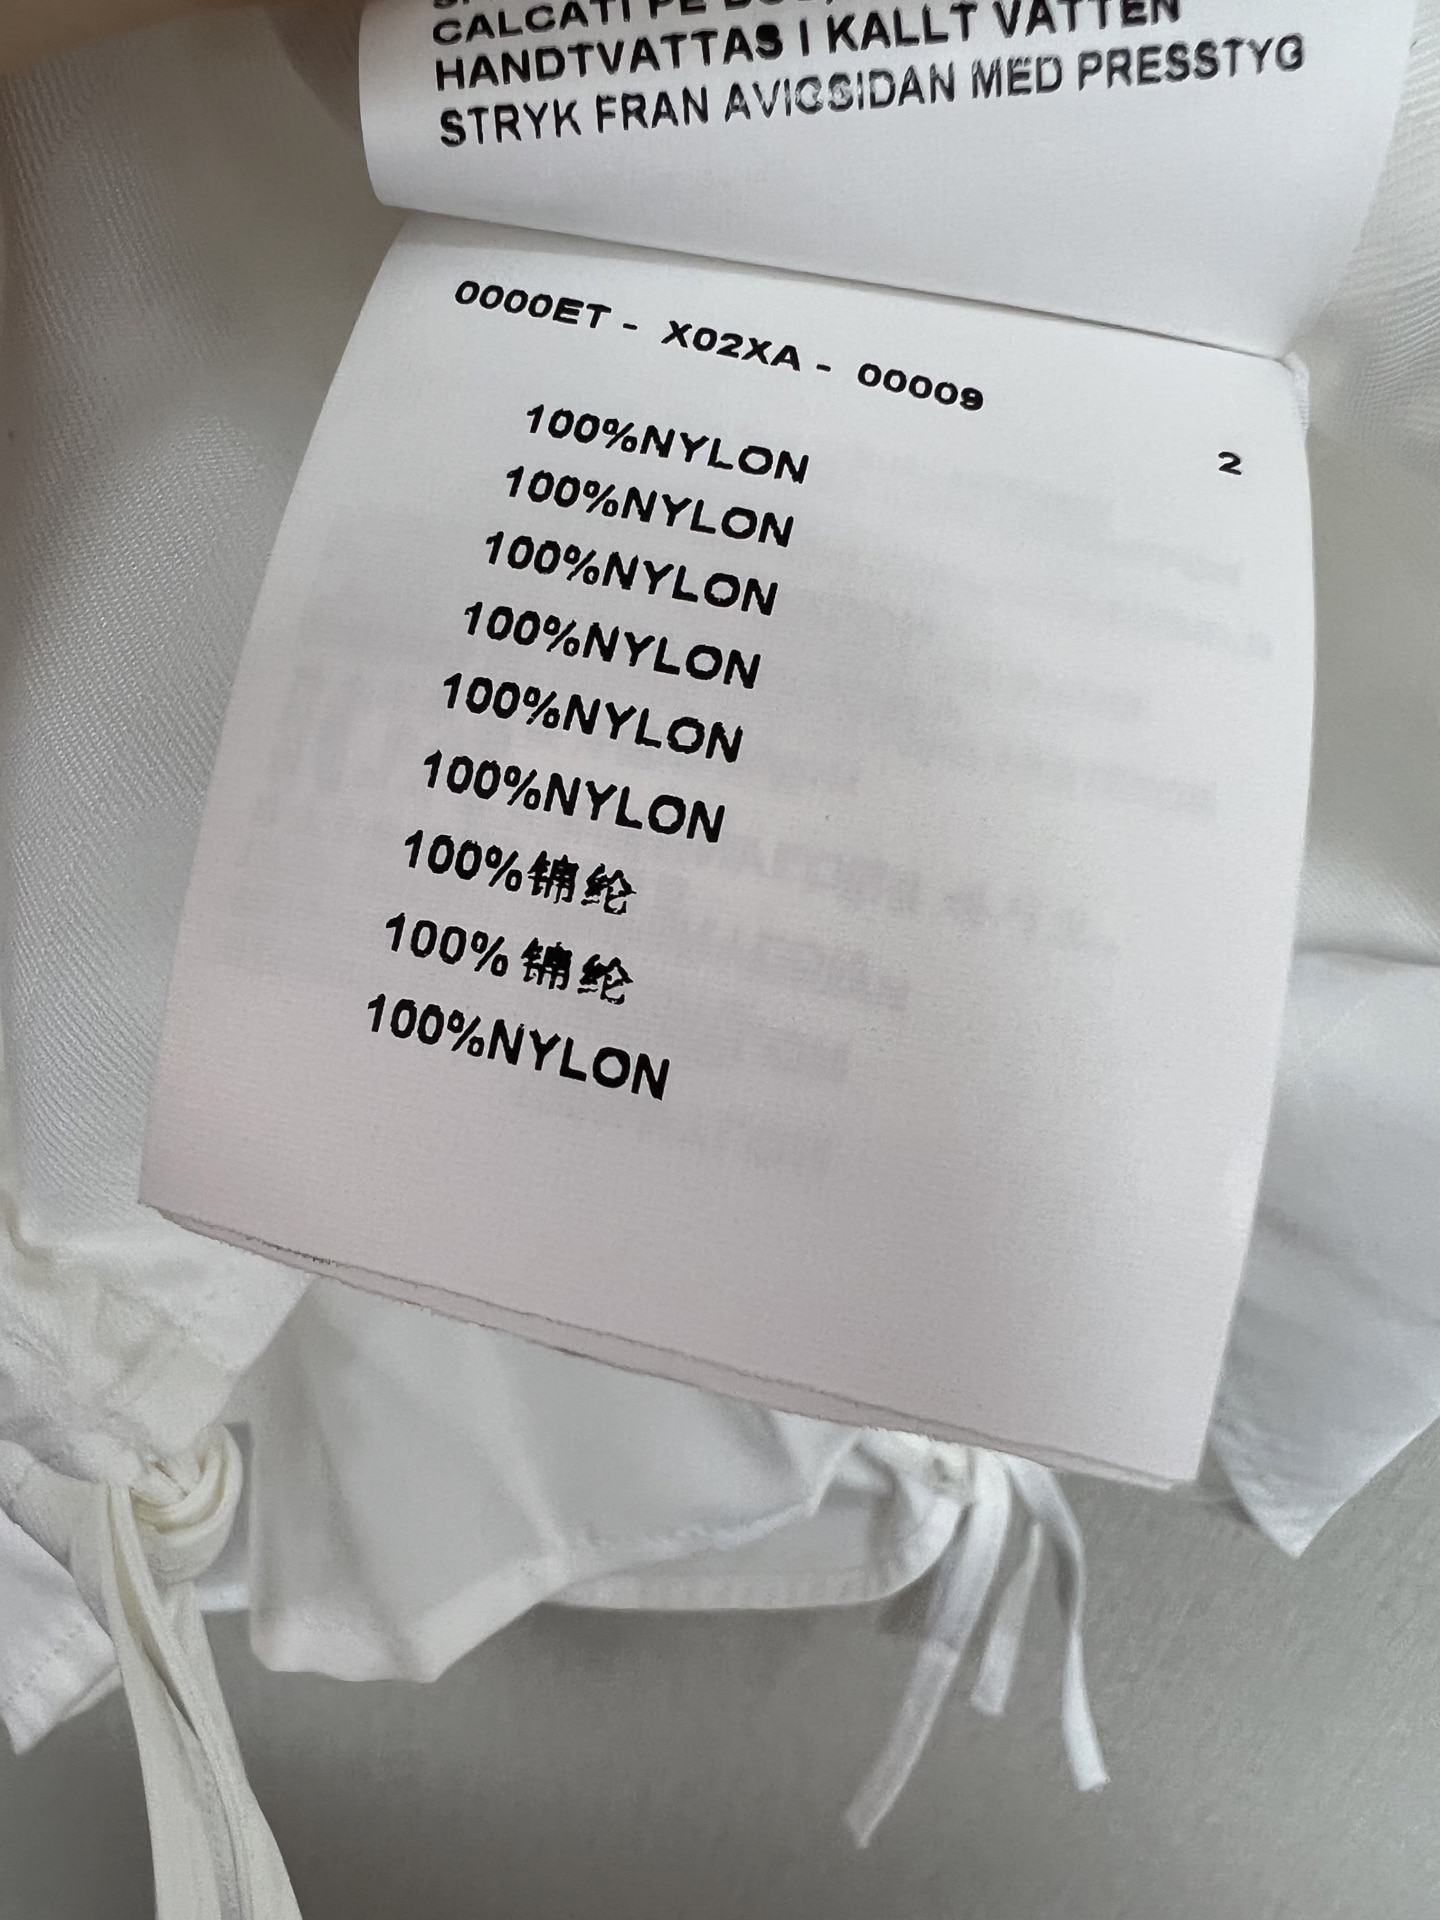 CALCATI PE
HANDTVATTAS I KALLT VATTEN
STRYK FRAN AVIGSIDAN MED PRESSTYG
0000ET - X02XA - 00009
2
100%NYLON
100%NYLON
100%NYLON
100%NYLON
100%NYLON
100%NYLON
100%锦纶
100%锦纶
100%NYLON